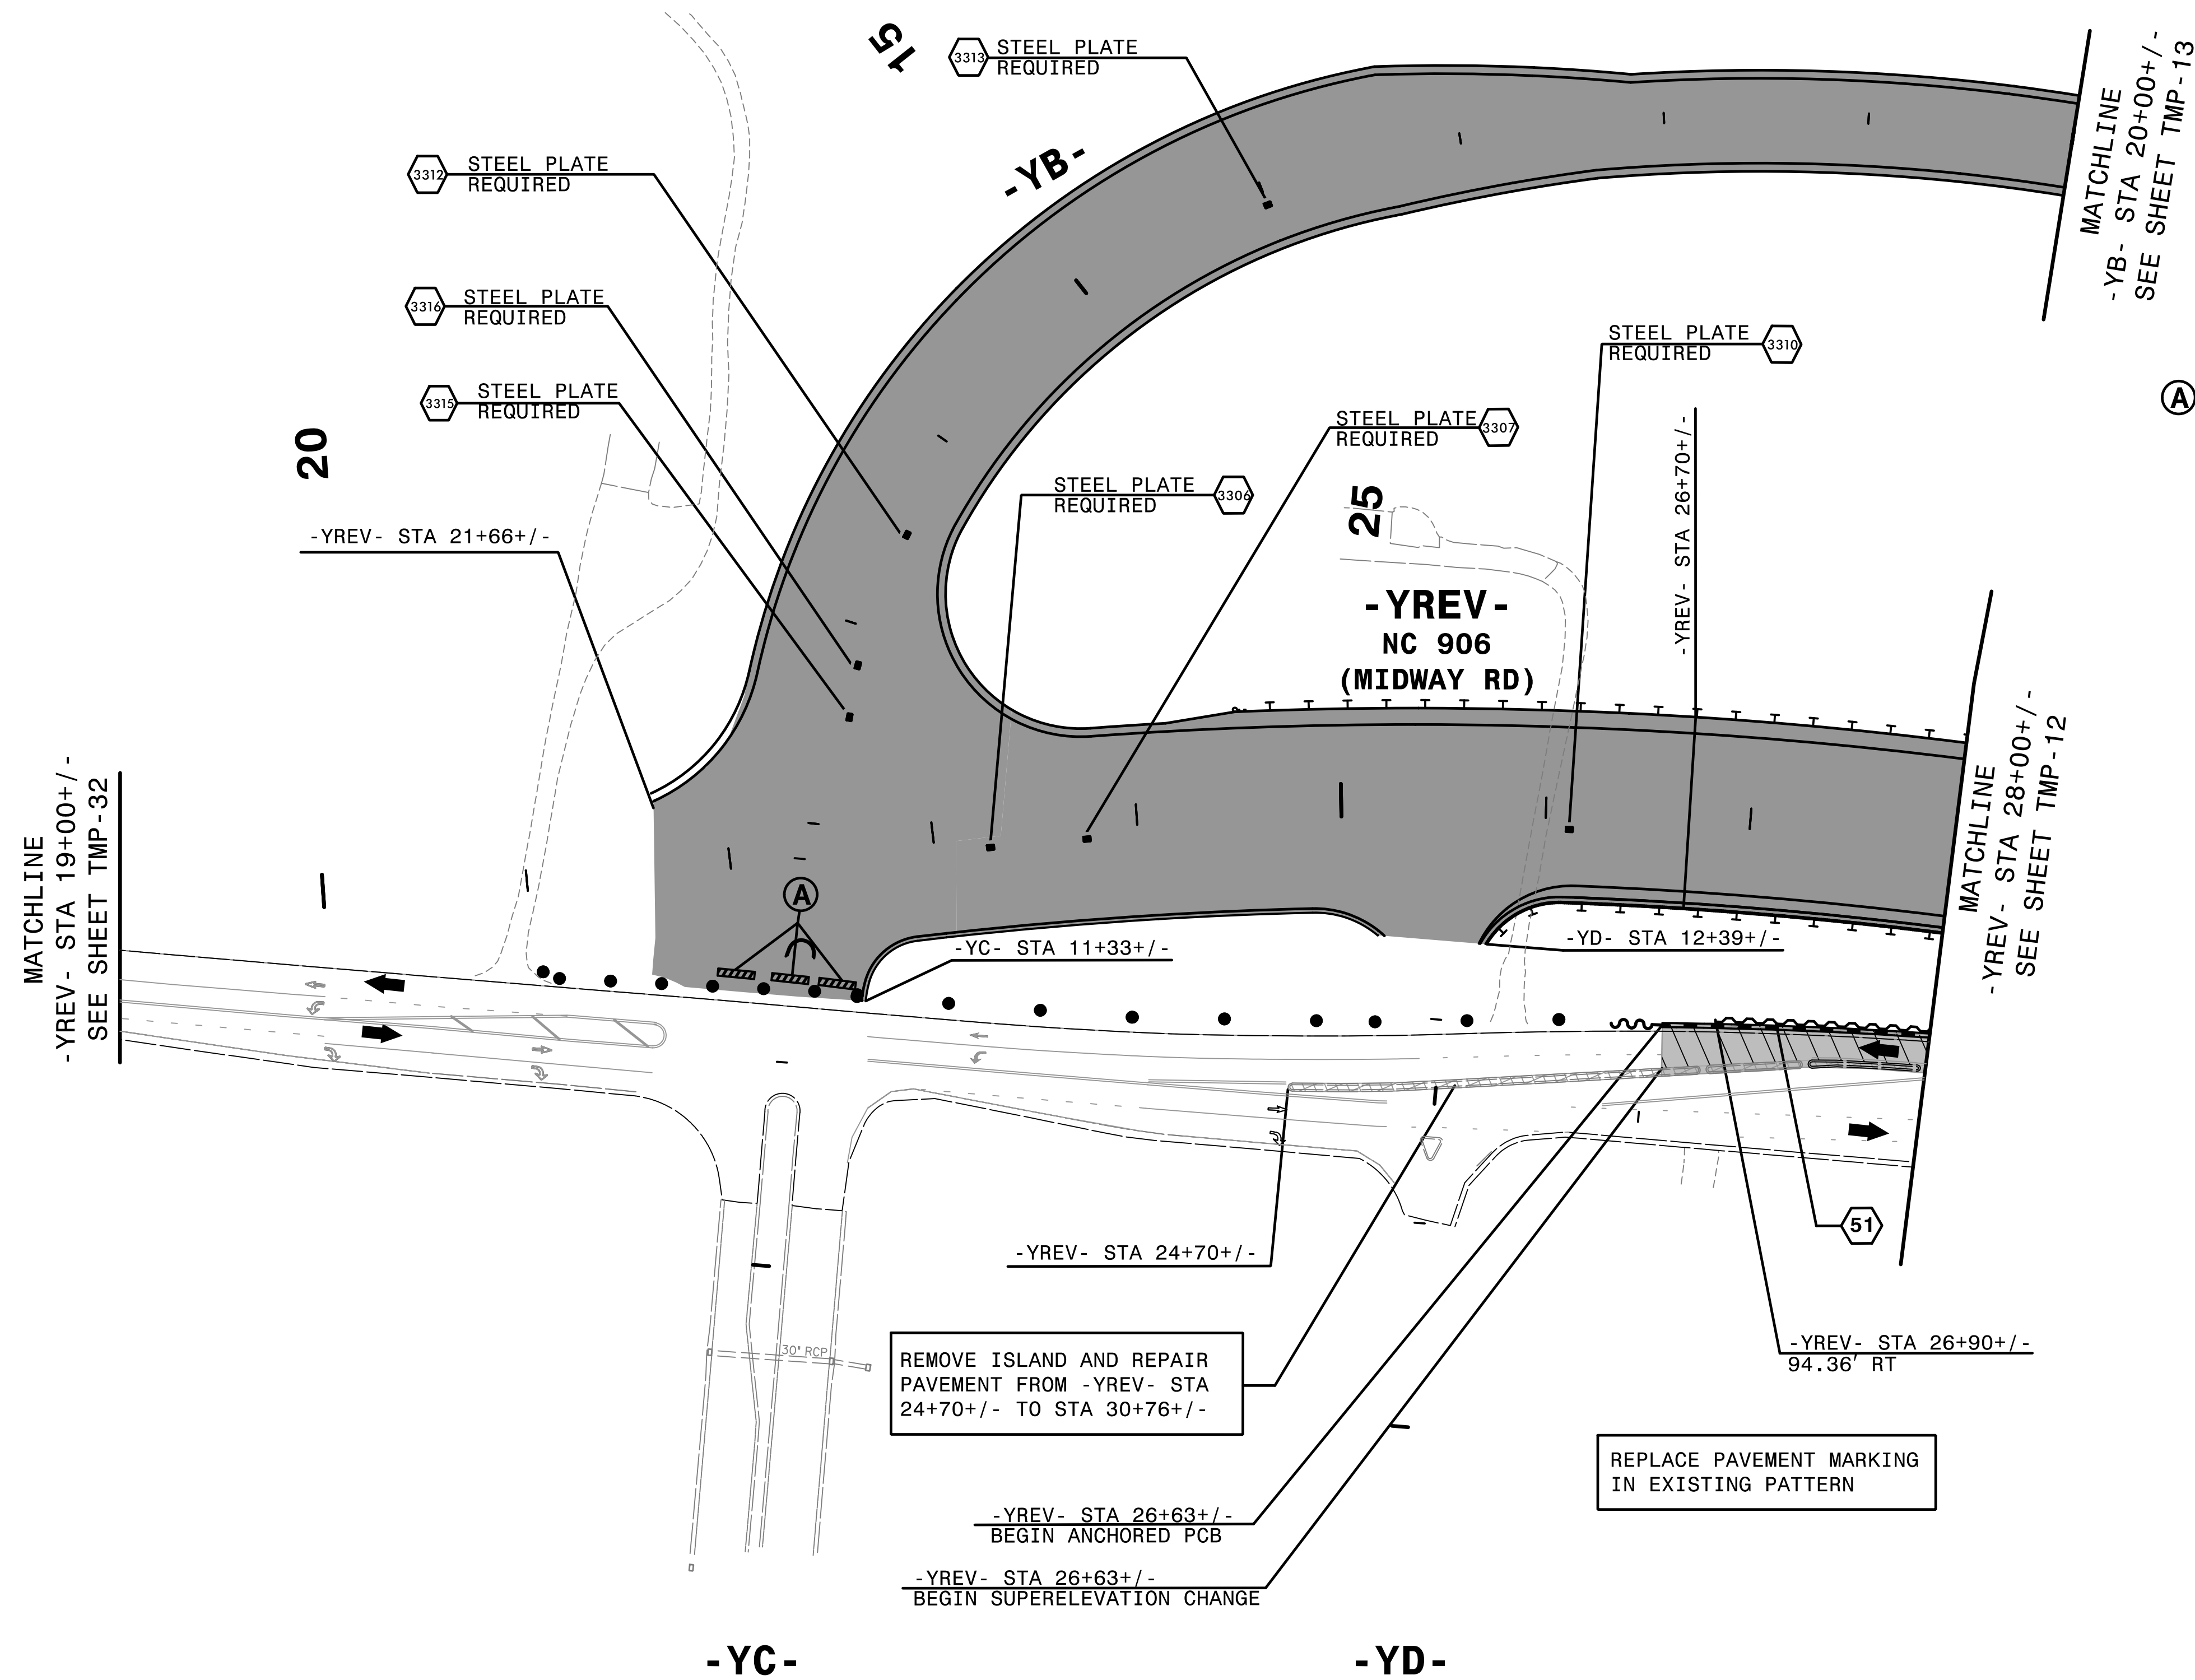 15
3313
STEEL PLATE
REQUIRED
-YB-
MATCHLINE
-YB- STA 20+00+/-
SEE SHEET TMP-13
3312
STEEL PLATE
REQUIRED
3316
STEEL PLATE
REQUIRED
3315
STEEL PLATE
REQUIRED
STEEL PLATE
REQUIRED
3310
A
STEEL PLATE
REQUIRED
3307
STEEL PLATE
REQUIRED
3306
20
25
-YREV- STA 26+70+/-
-YREV- STA 21+66+/-
-YREV-
NC 906
(MIDWAY RD)
MATCHLINE
-YREV- STA 19+00+/-
SEE SHEET TMP-32
MATCHLINE
-YREV- STA 28+00+/-
SEE SHEET TMP-12
A
-YC- STA 11+33+/-
-YD- STA 12+39+/-
51
-YREV- STA 24+70+/-
30" RCP
-YREV- STA 26+90+/-
94.36' RT
REMOVE ISLAND AND REPAIR
PAVEMENT FROM -YREV- STA
24+70+/- TO STA 30+76+/-
REPLACE PAVEMENT MARKING
IN EXISTING PATTERN
-YREV- STA 26+63+/-
BEGIN ANCHORED PCB
-YREV- STA 26+63+/-
BEGIN SUPERELEVATION CHANGE
-YC-
-YD-